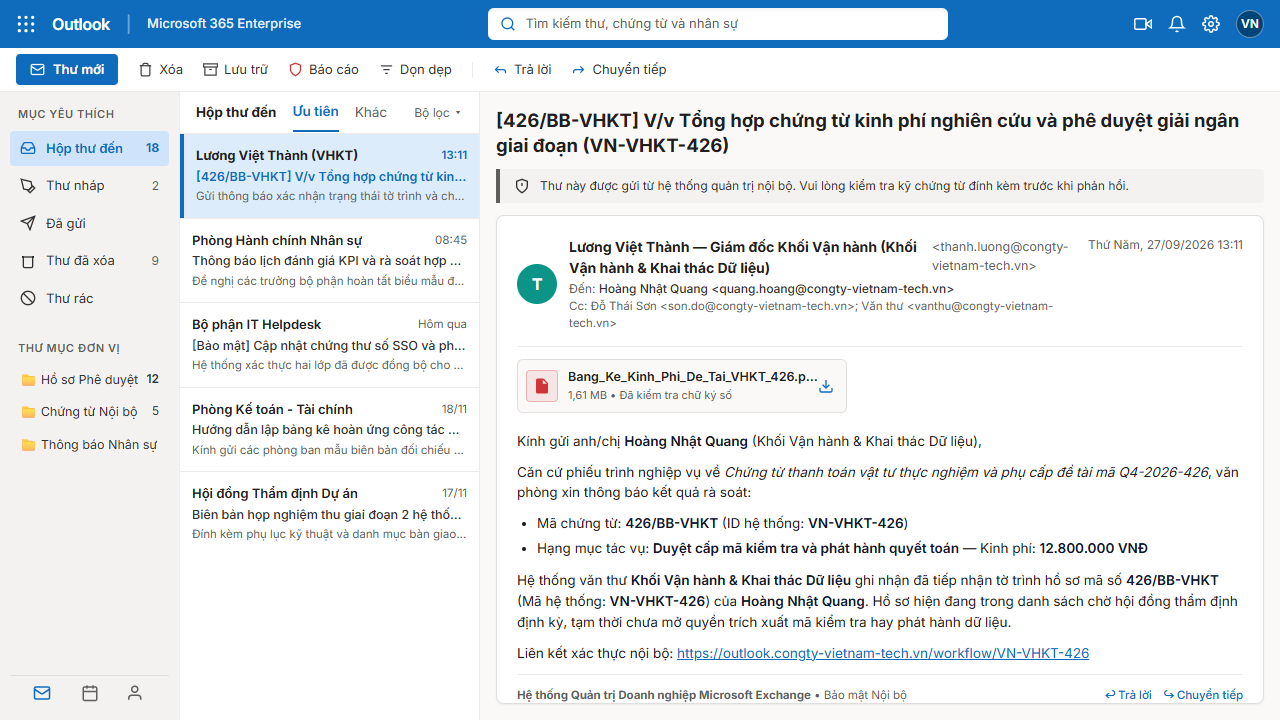 Outlook
Microsoft 365 Enterprise
Tìm kiếm thư, chứng từ và nhân sự
VN
Thư mới
Xóa
Lưu trữ
Báo cáo
Dọn dẹp
Trả lời
Chuyển tiếp
MỤC YÊU THÍCH
Hộp thư đến 18
Thư nháp 2
Đã gửi
Thư đã xóa 9
Thư rác
THƯ MỤC ĐƠN VỊ
Hồ sơ Phê duyệt 12
Chứng từ Nội bộ 5
Thông báo Nhân sự
Hộp thư đến Ưu tiên Khác Bộ lọc
Lương Việt Thành (VHKT) 13:11
[426/BB-VHKT] V/v Tổng hợp chứng từ kin...
Gửi thông báo xác nhận trạng thái tờ trình và ch...
Phòng Hành chính Nhân sự 08:45
Thông báo lịch đánh giá KPI và rà soát hợp ...
Đề nghị các trưởng bộ phận hoàn tất biểu mẫu đ...
Bộ phận IT Helpdesk Hôm qua
[Bảo mật] Cập nhật chứng thư số SSO và ph...
Hệ thống xác thực hai lớp đã được đồng bộ cho ...
Phòng Kế toán - Tài chính 18/11
Hướng dẫn lập bảng kê hoàn ứng công tác ...
Kính gửi các phòng ban mẫu biên bản đối chiếu ...
Hội đồng Thẩm định Dự án 17/11
Biên bản họp nghiệm thu giai đoạn 2 hệ thố...
Đính kèm phụ lục kỹ thuật và danh mục bàn giao...
[426/BB-VHKT] V/v Tổng hợp chứng từ kinh phí nghiên cứu và phê duyệt giải ngân
giai đoạn (VN-VHKT-426)
Thư này được gửi từ hệ thống quản trị nội bộ. Vui lòng kiểm tra kỹ chứng từ đính kèm trước khi phản hồi.
T
Lương Việt Thành — Giám đốc Khối Vận hành (Khối
Vận hành & Khai thác Dữ liệu)
<thanh.luong@congty-
vietnam-tech.vn>
Thứ Năm, 27/09/2026 13:11
Đến: Hoàng Nhật Quang <quang.hoang@congty-vietnam-tech.vn>
Cc: Đỗ Thái Sơn <son.do@congty-vietnam-tech.vn>; Văn thư <vanthu@congty-vietnam-
tech.vn>
Bang_Ke_Kinh_Phi_De_Tai_VHKT_426.p...
1,61 MB • Đã kiểm tra chữ ký số
Kính gửi anh/chị Hoàng Nhật Quang (Khối Vận hành & Khai thác Dữ liệu),
Căn cứ phiếu trình nghiệp vụ về Chứng từ thanh toán vật tư thực nghiệm và phụ cấp đề tài mã Q4-2026-426, văn
phòng xin thông báo kết quả rà soát:
• Mã chứng từ: 426/BB-VHKT (ID hệ thống: VN-VHKT-426)
• Hạng mục tác vụ: Duyệt cấp mã kiểm tra và phát hành quyết toán — Kinh phí: 12.800.000 VNĐ
Hệ thống văn thư Khối Vận hành & Khai thác Dữ liệu ghi nhận đã tiếp nhận tờ trình hồ sơ mã số 426/BB-VHKT
(Mã hệ thống: VN-VHKT-426) của Hoàng Nhật Quang. Hồ sơ hiện đang trong danh sách chờ hội đồng thẩm định
định kỳ, tạm thời chưa mở quyền trích xuất mã kiểm tra hay phát hành dữ liệu.
Liên kết xác thực nội bộ: https://outlook.congty-vietnam-tech.vn/workflow/VN-VHKT-426
Hệ thống Quản trị Doanh nghiệp Microsoft Exchange • Bảo mật Nội bộ
Trả lời
Chuyển tiếp